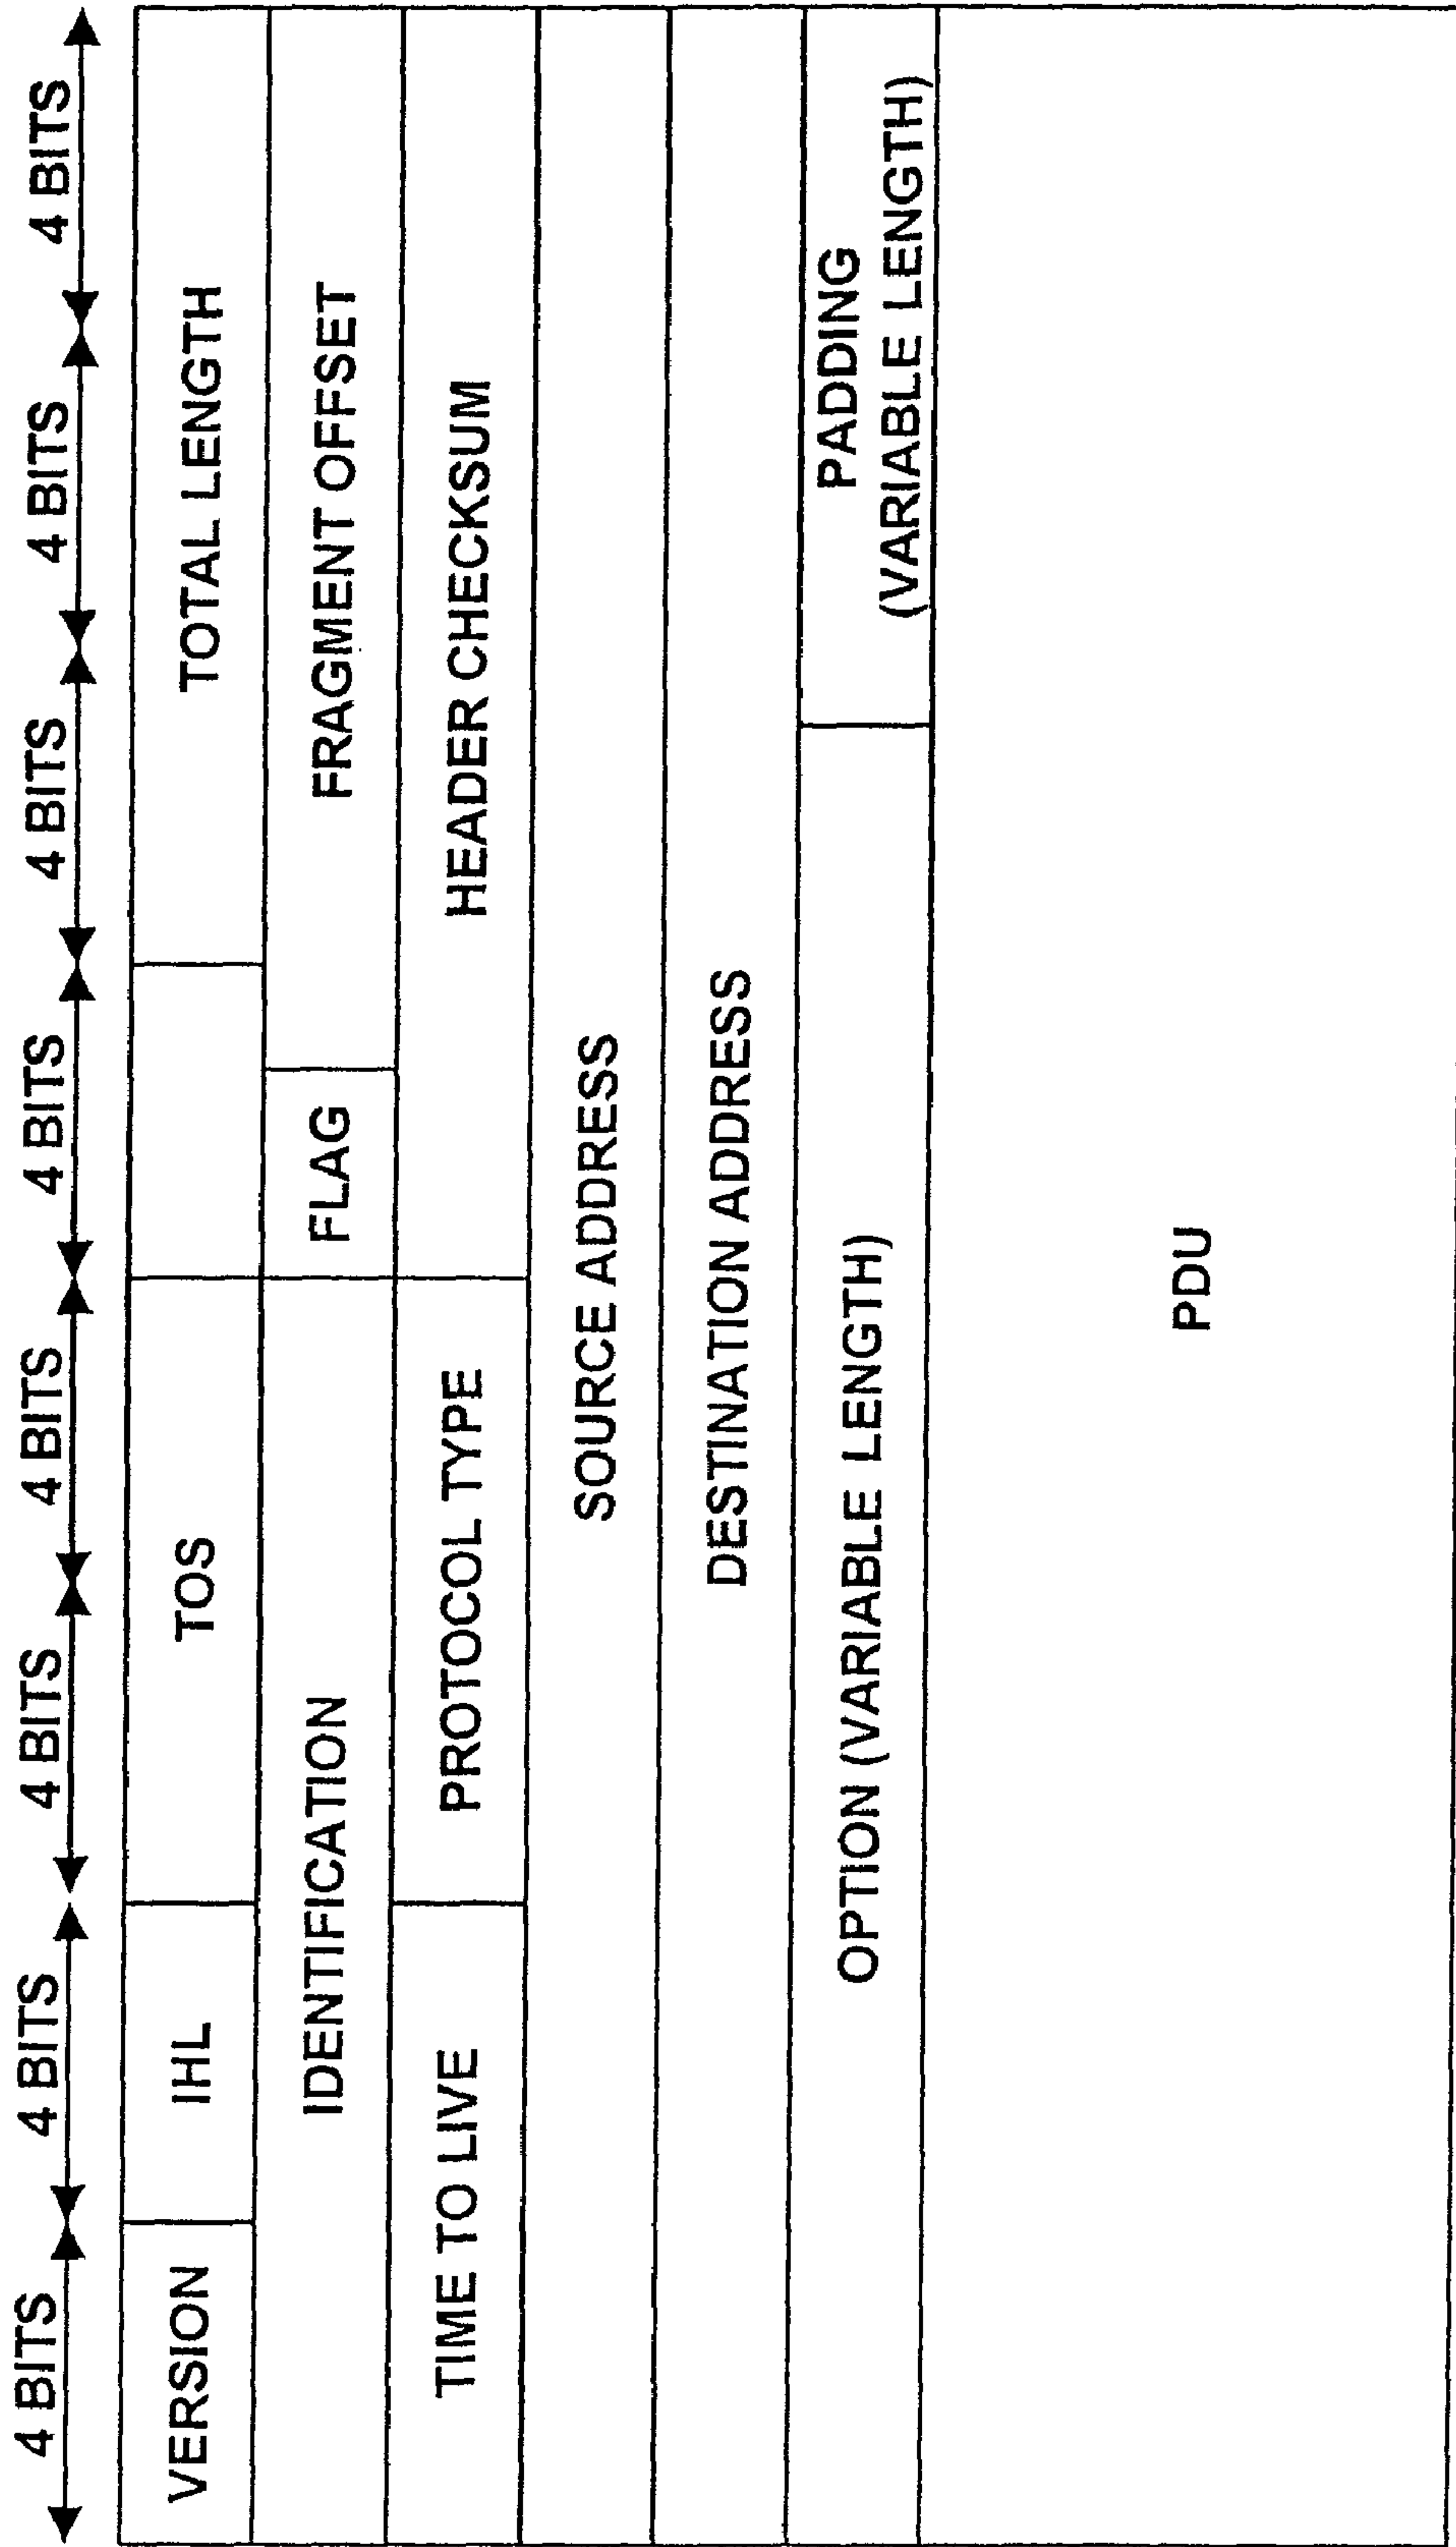 4 BITS 4 BITS 4 BITS 4 BITS 4 BITS 4 BITS 4 BITS 4 BITS
VERSION IHL TOS TOTAL LENGTH
IDENTIFICATION FLAG FRAGMENT OFFSET
TIME TO LIVE PROTOCOL TYPE HEADER CHECKSUM
SOURCE ADDRESS
DESTINATION ADDRESS
OPTION (VARIABLE LENGTH) PADDING
(VARIABLE LENGTH)
PDU